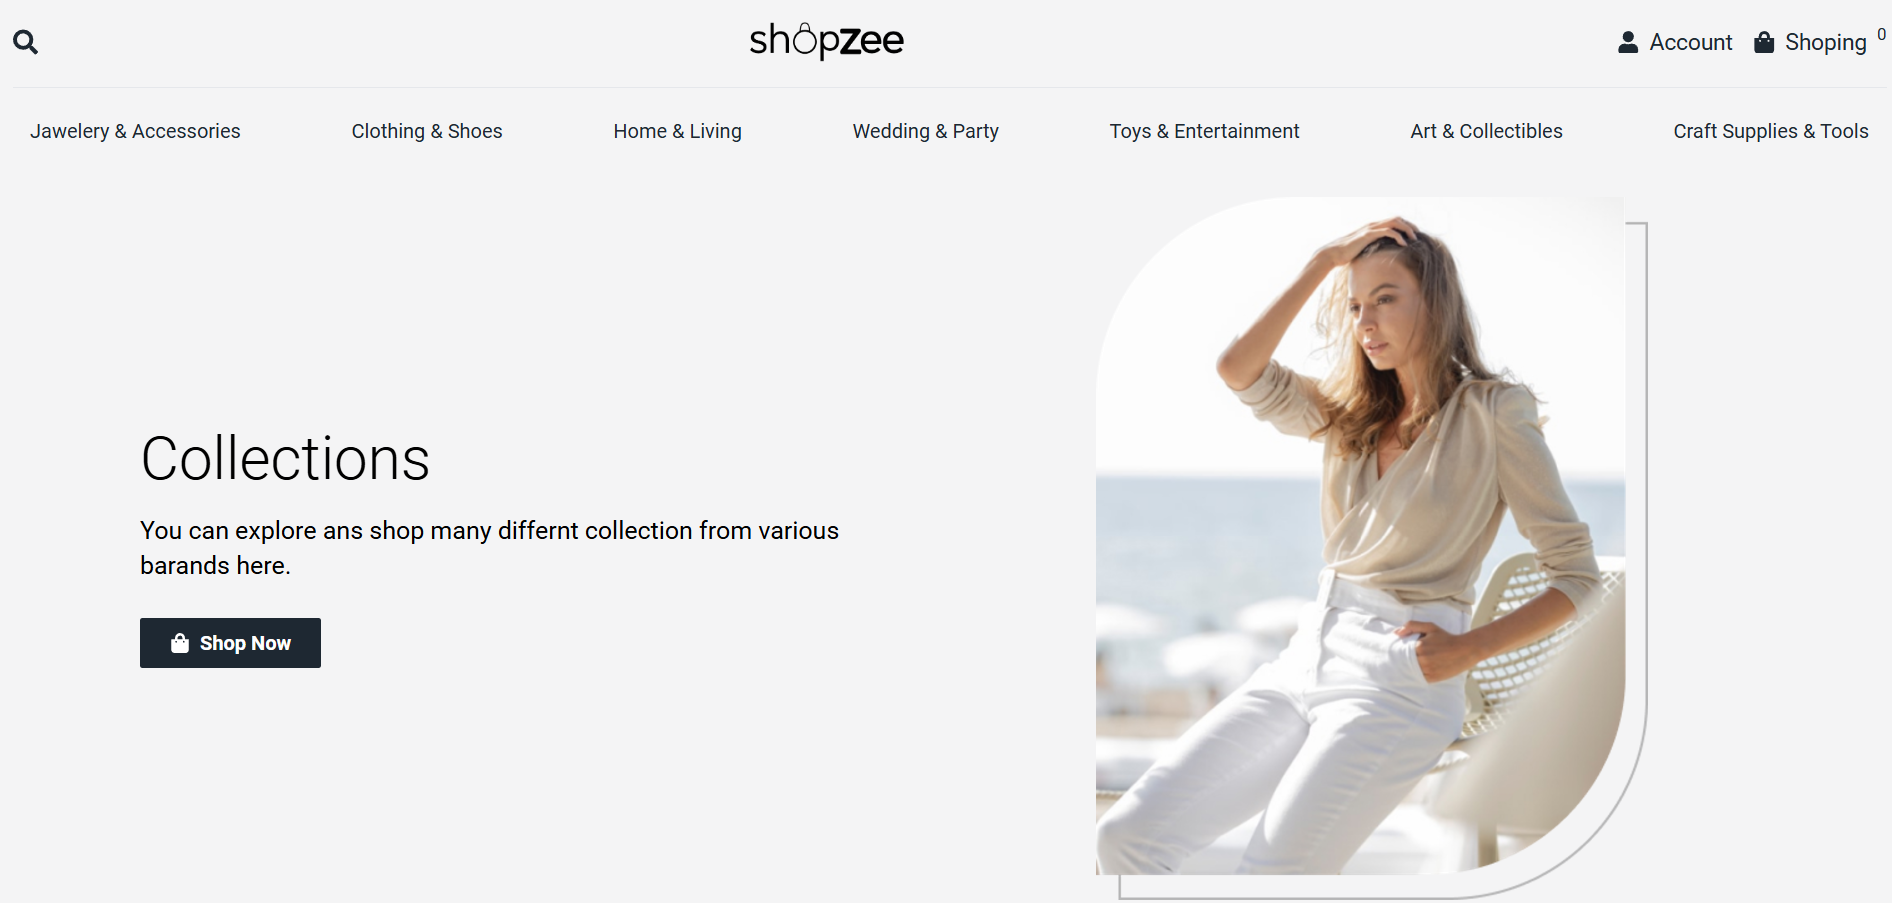 shopzee
Account
Shoping 0
Jawelery & Accessories
Clothing & Shoes
Home & Living
Wedding & Party
Toys & Entertainment
Art & Collectibles
Craft Supplies & Tools
Collections
You can explore ans shop many differnt collection from various
barands here.
Shop Now